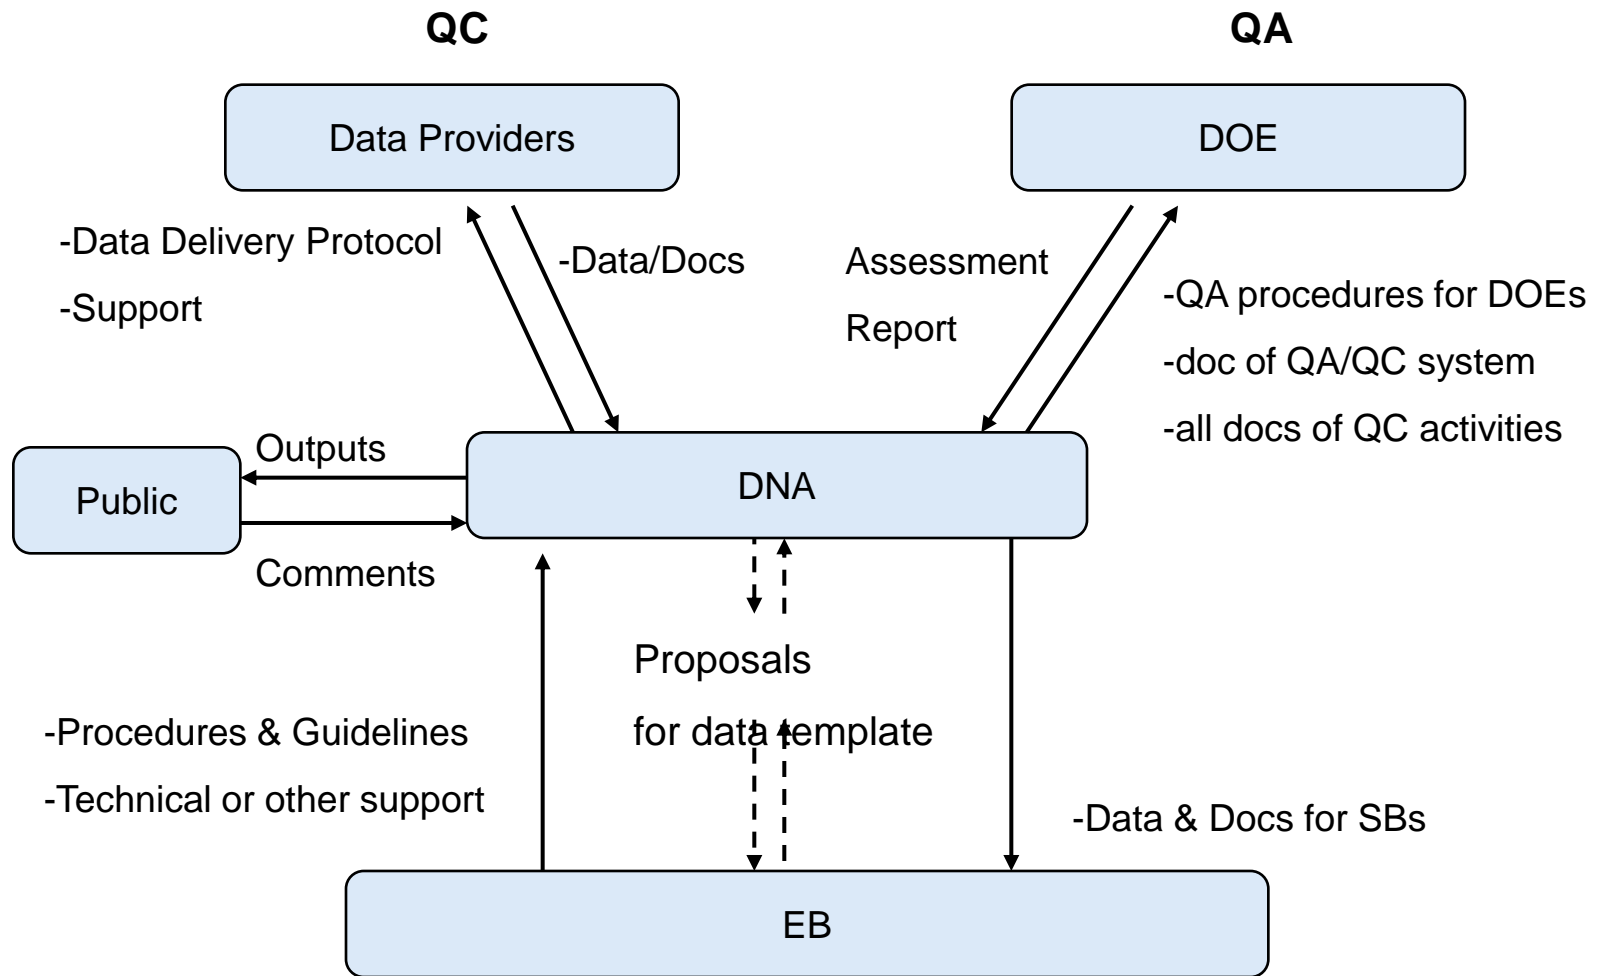 QC
QA
Data Providers
DOE
-Data Delivery Protocol
-Support
-Data/Docs
Assessment
Report
-QA procedures for DOEs
-doc of QA/QC system
-all docs of QC activities
Outputs
Public
DNA
Comments
Proposals
for data template
-Procedures & Guidelines
-Technical or other support
-Data & Docs for SBs
EB